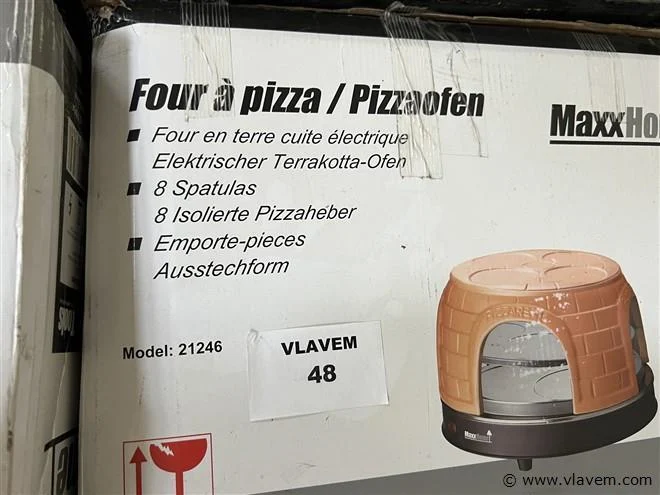 Four à pizza / Pizzaofen
MaxxHo
Four en terre cuite électrique
Elektrischer Terrakotta-Ofen
8 Spatulas
8 Isolierte Pizzaheber
Emporte-pieces
Ausstechform
Model: 21246
VLAVEM
48
MaxxHome
© www.vlavem.com